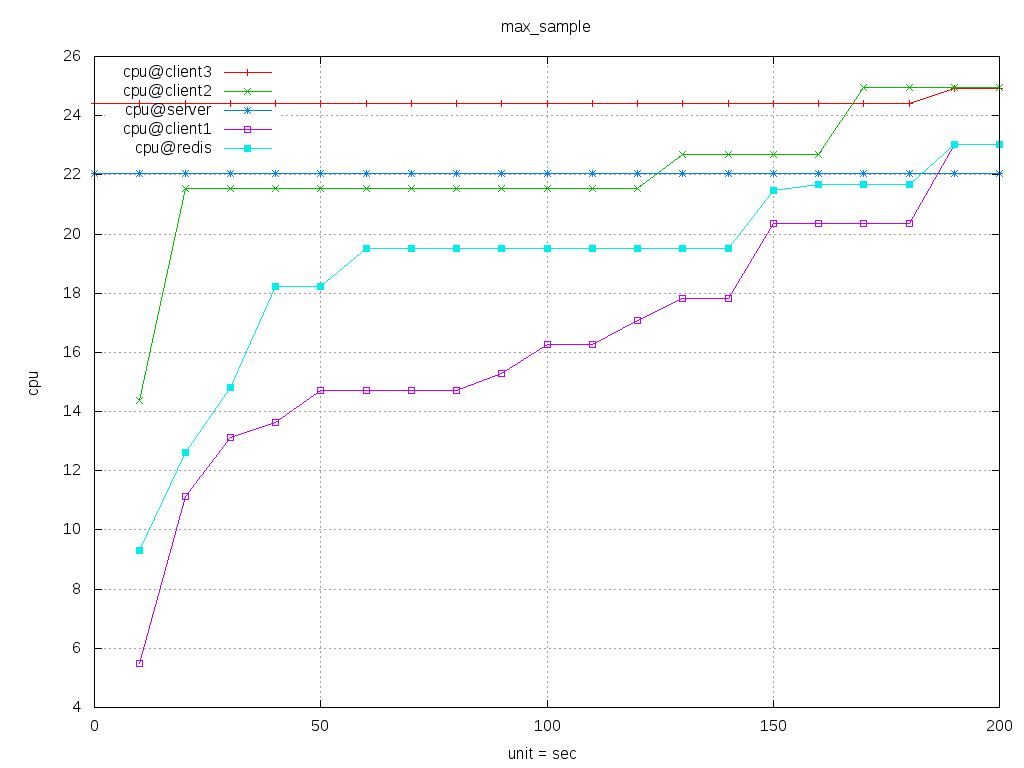 max_sample
26
24
22
20
18
16
14
12
10
8
6
4
cpu
cpu@client3
cpu@client2
cpu@server
cpu@client1
cpu@redis
0 50 100 150 200
unit = sec